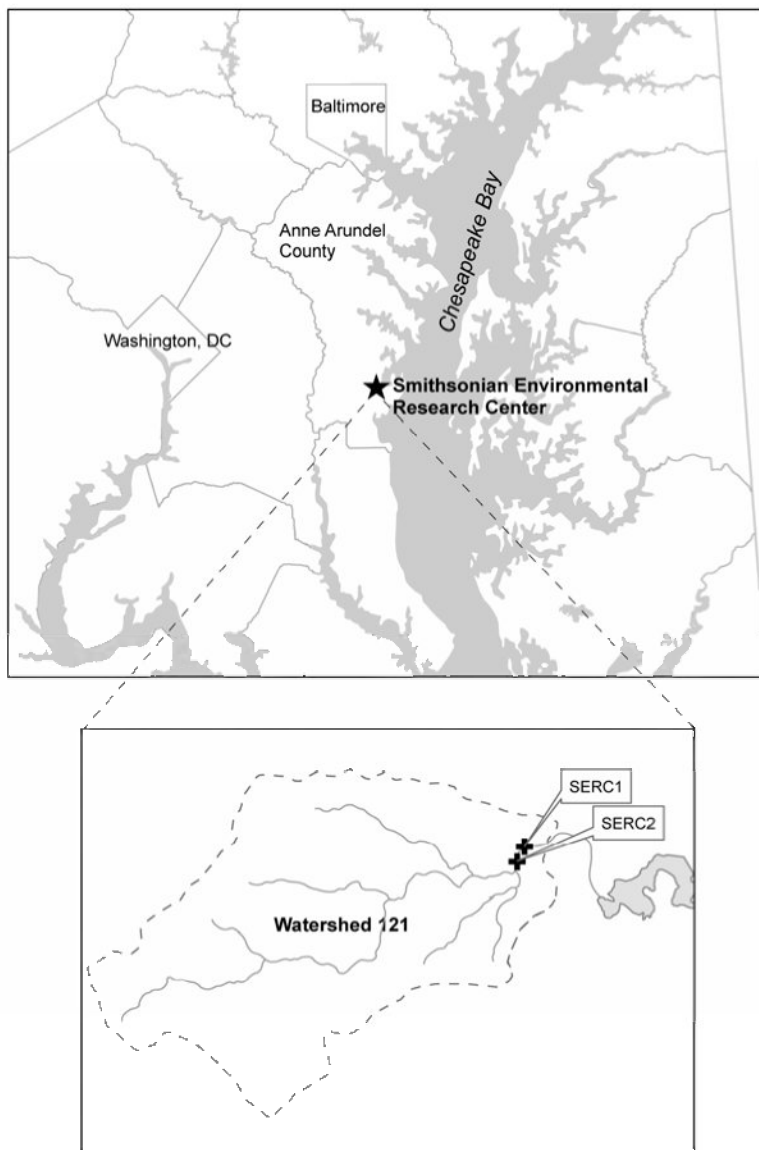 Baltimore
Anne Arundel
County
Chesapeake Bay
Washington, DC
Smithsonian Environmental
Research Center
SERC1
SERC2
Watershed 121